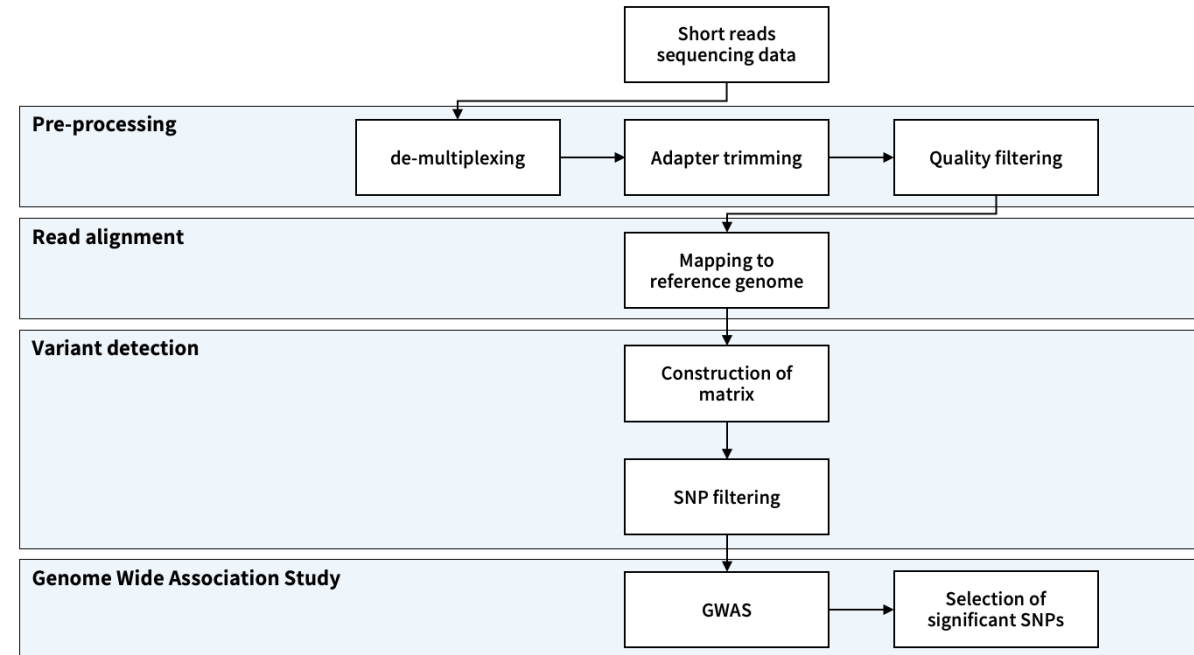 Short reads
sequencing data
Pre-processing
de-multiplexing
Adapter trimming
Quality filtering
Read alignment
Mapping to
reference genome
Variant detection
Construction of
matrix
SNP filtering
Genome Wide Association Study
GWAS
Selection of
significant SNPs